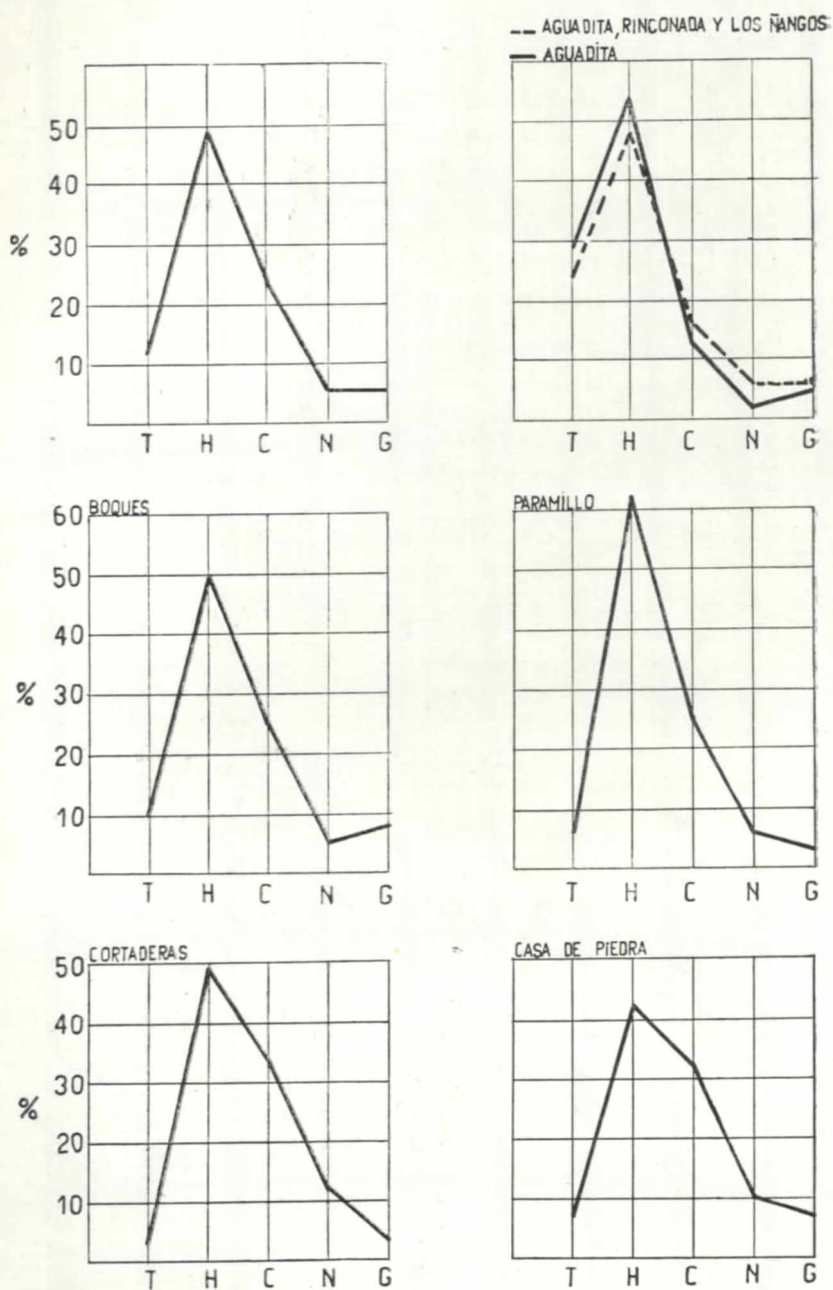 --- AGUADITA, RINCONADA Y LOS ÑANGOS
— AGUADITA
50
40
30
20
10
%
T H C N G
T H C N G
BOQUES
60
50
40
30
20
10
%
T H C N G
PARAMILLO
T H C N G
CORTADERAS
50
40
30
20
10
%
T H C N G
CASA DE PIEDRA
T H C N G